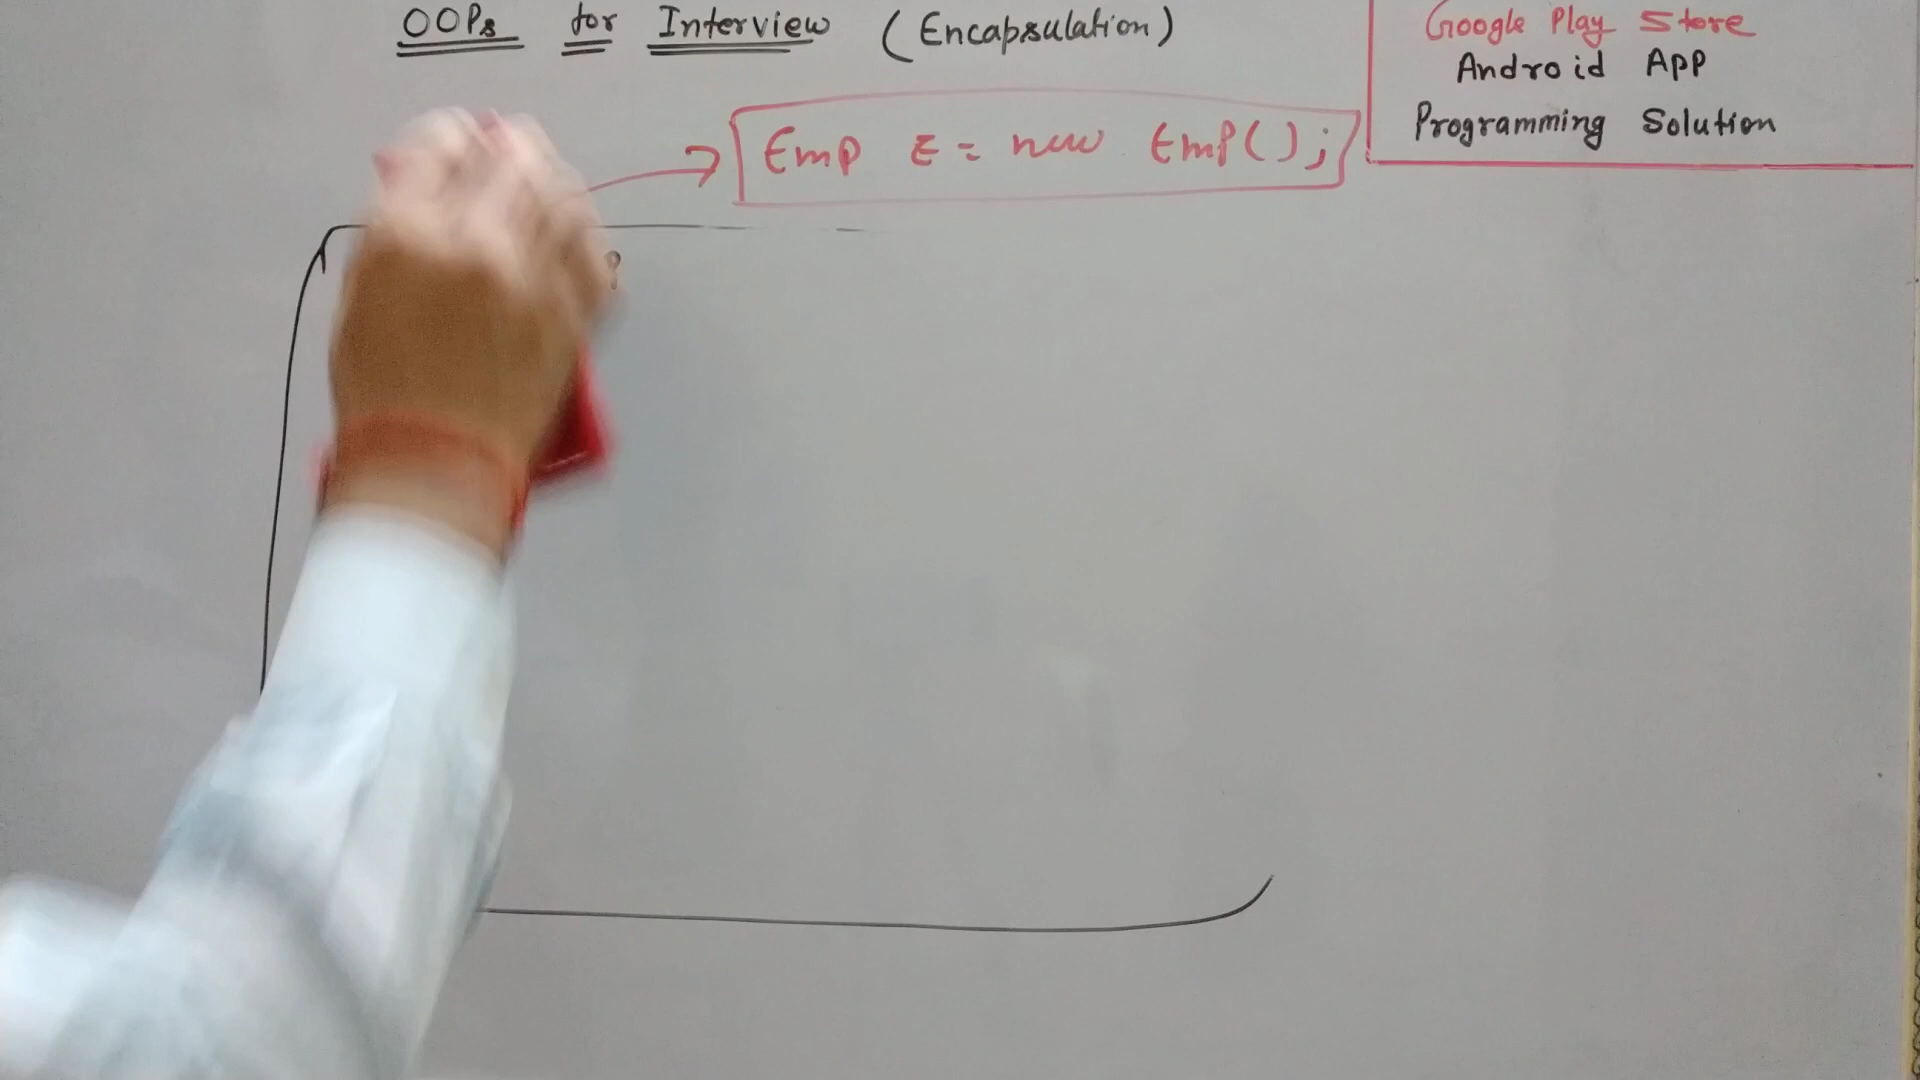 OOPs for Interview (Encapsulation)
Google Play Store
Android App
Programming Solution
Emp E = new Emp();